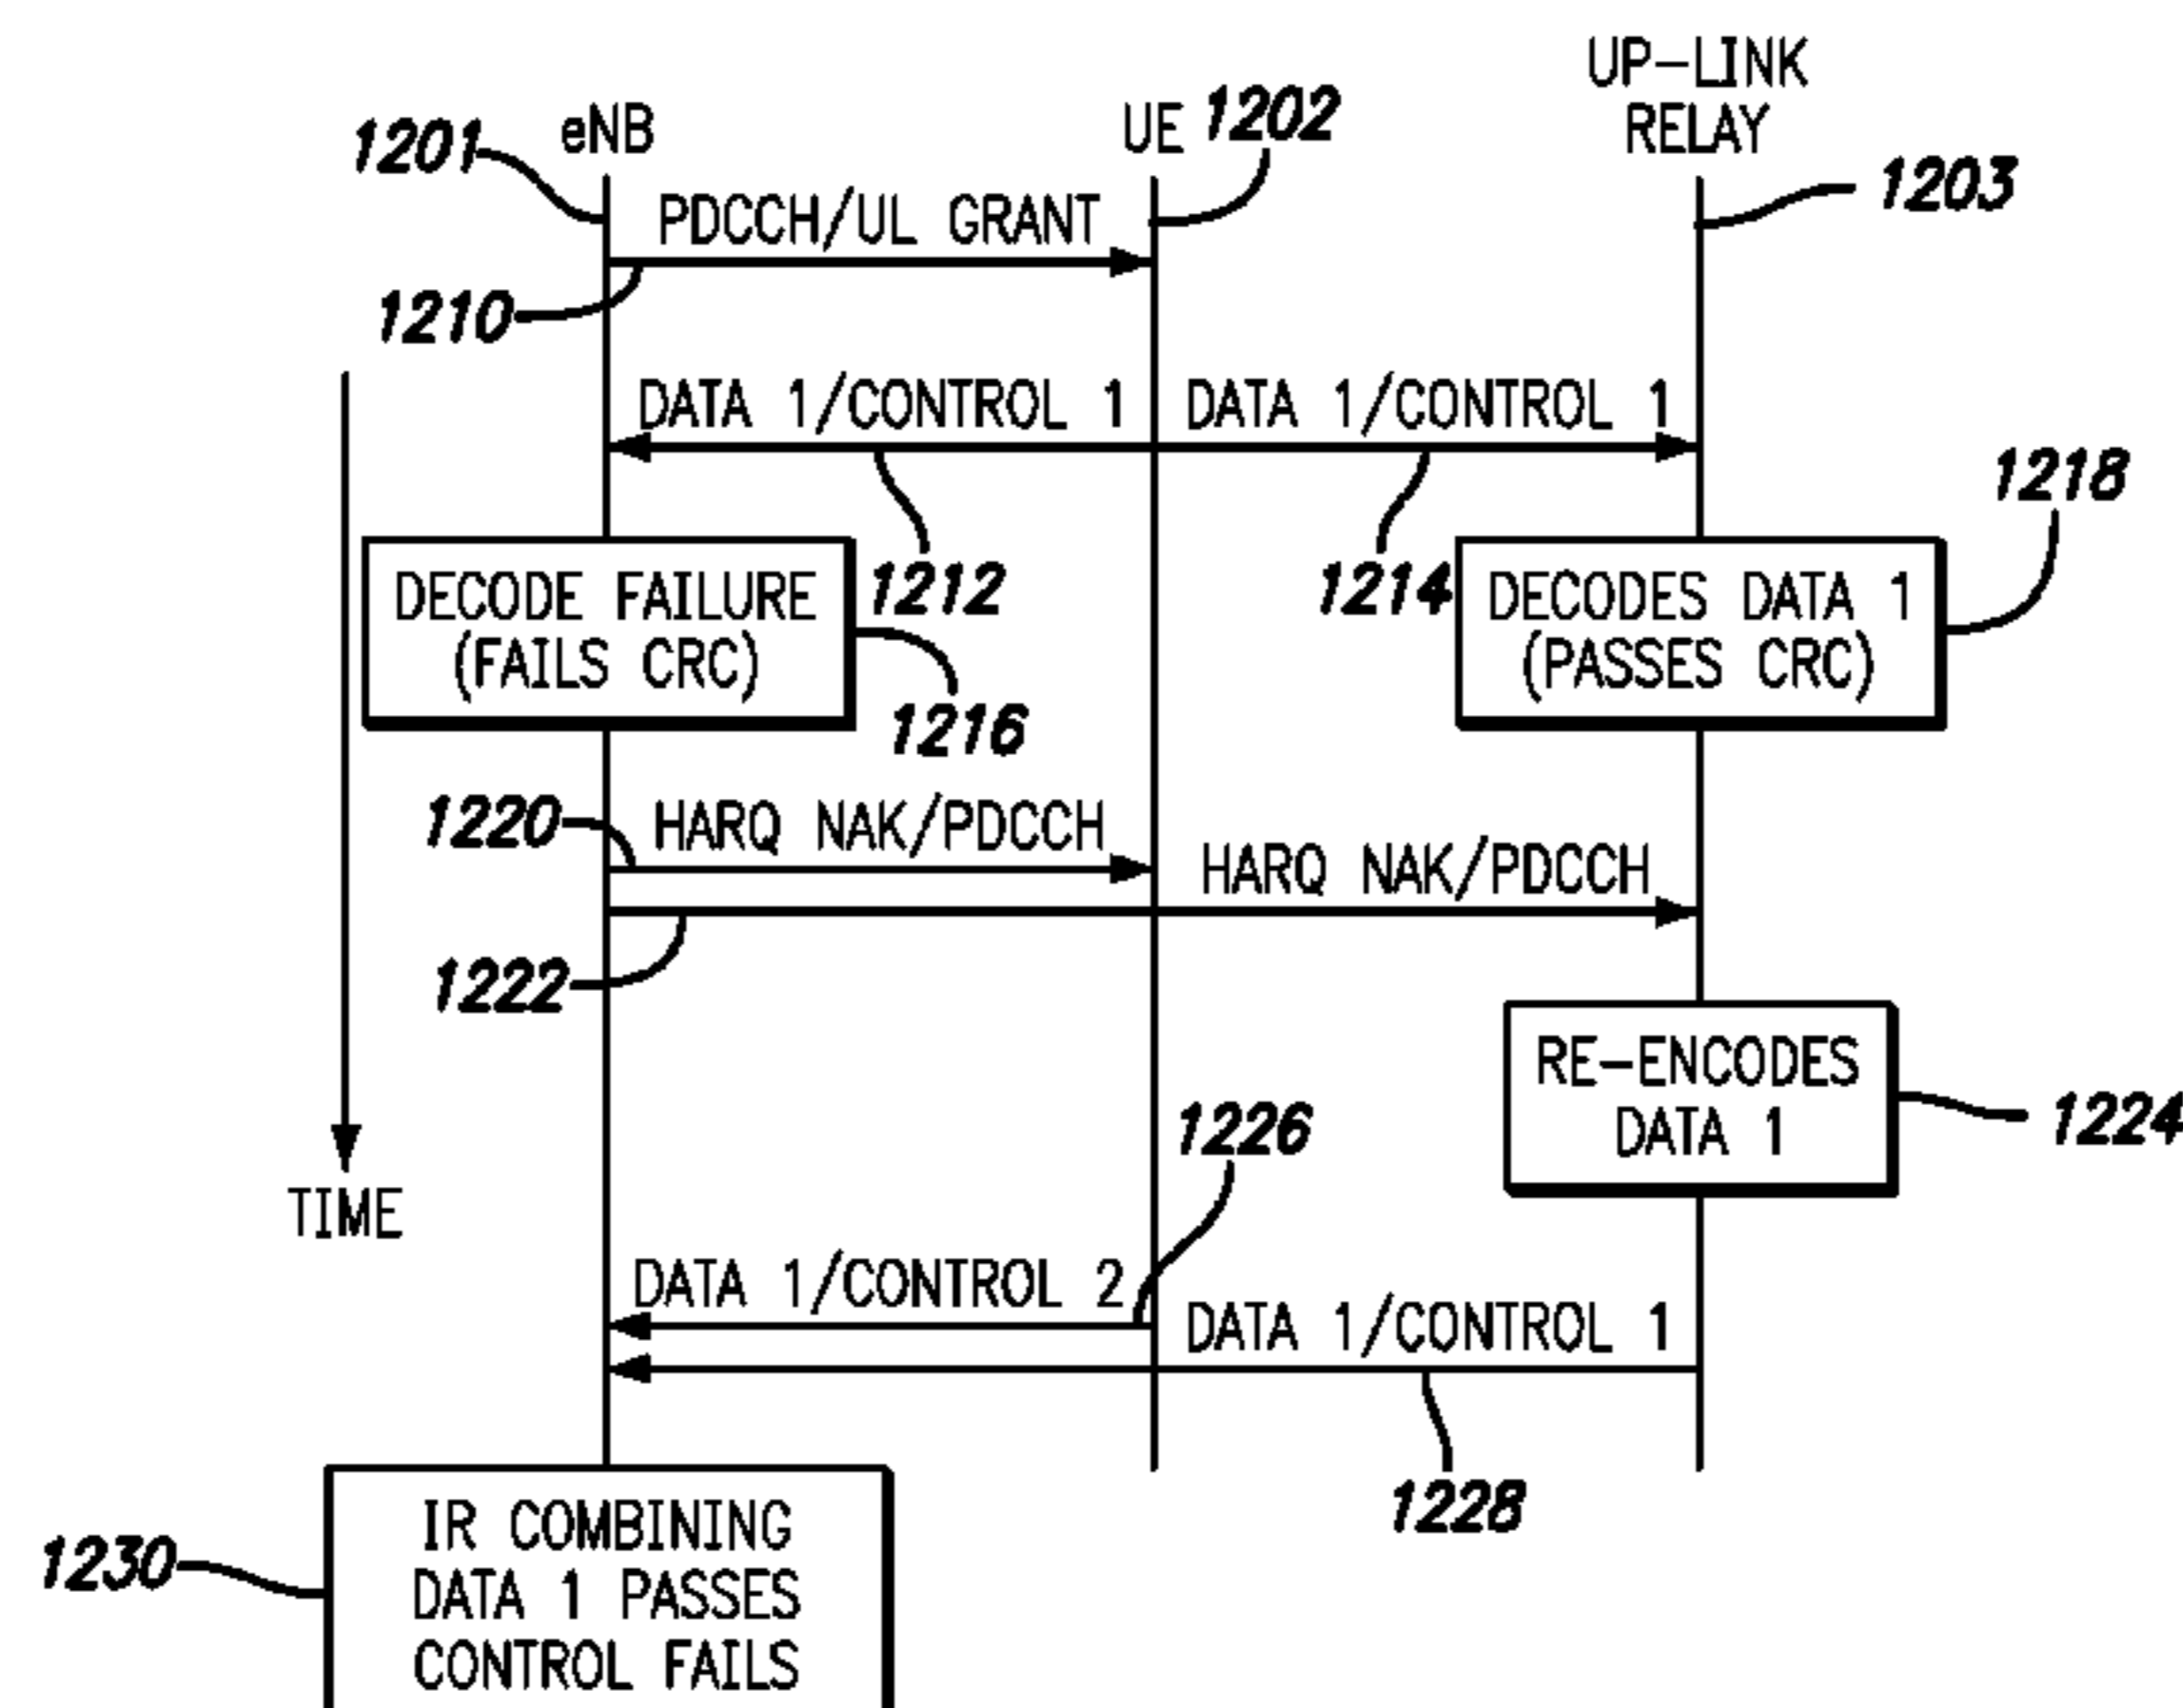 UP-LINK
RELAY
1201
eNB
UE
1202
1203
PDCCH/UL GRANT
1210
DATA 1/CONTROL 1
DATA 1/CONTROL 1
1218
1212
1214
DECODE FAILURE
(FAILS CRC)
DECODES DATA 1
(PASSES CRC)
1216
1220
HARQ NAK/PDCCH
HARQ NAK/PDCCH
1222
RE-ENCODES
DATA 1
1224
1226
TIME
DATA 1/CONTROL 2
DATA 1/CONTROL 1
1228
1230
IR COMBINING
DATA 1 PASSES
CONTROL FAILS